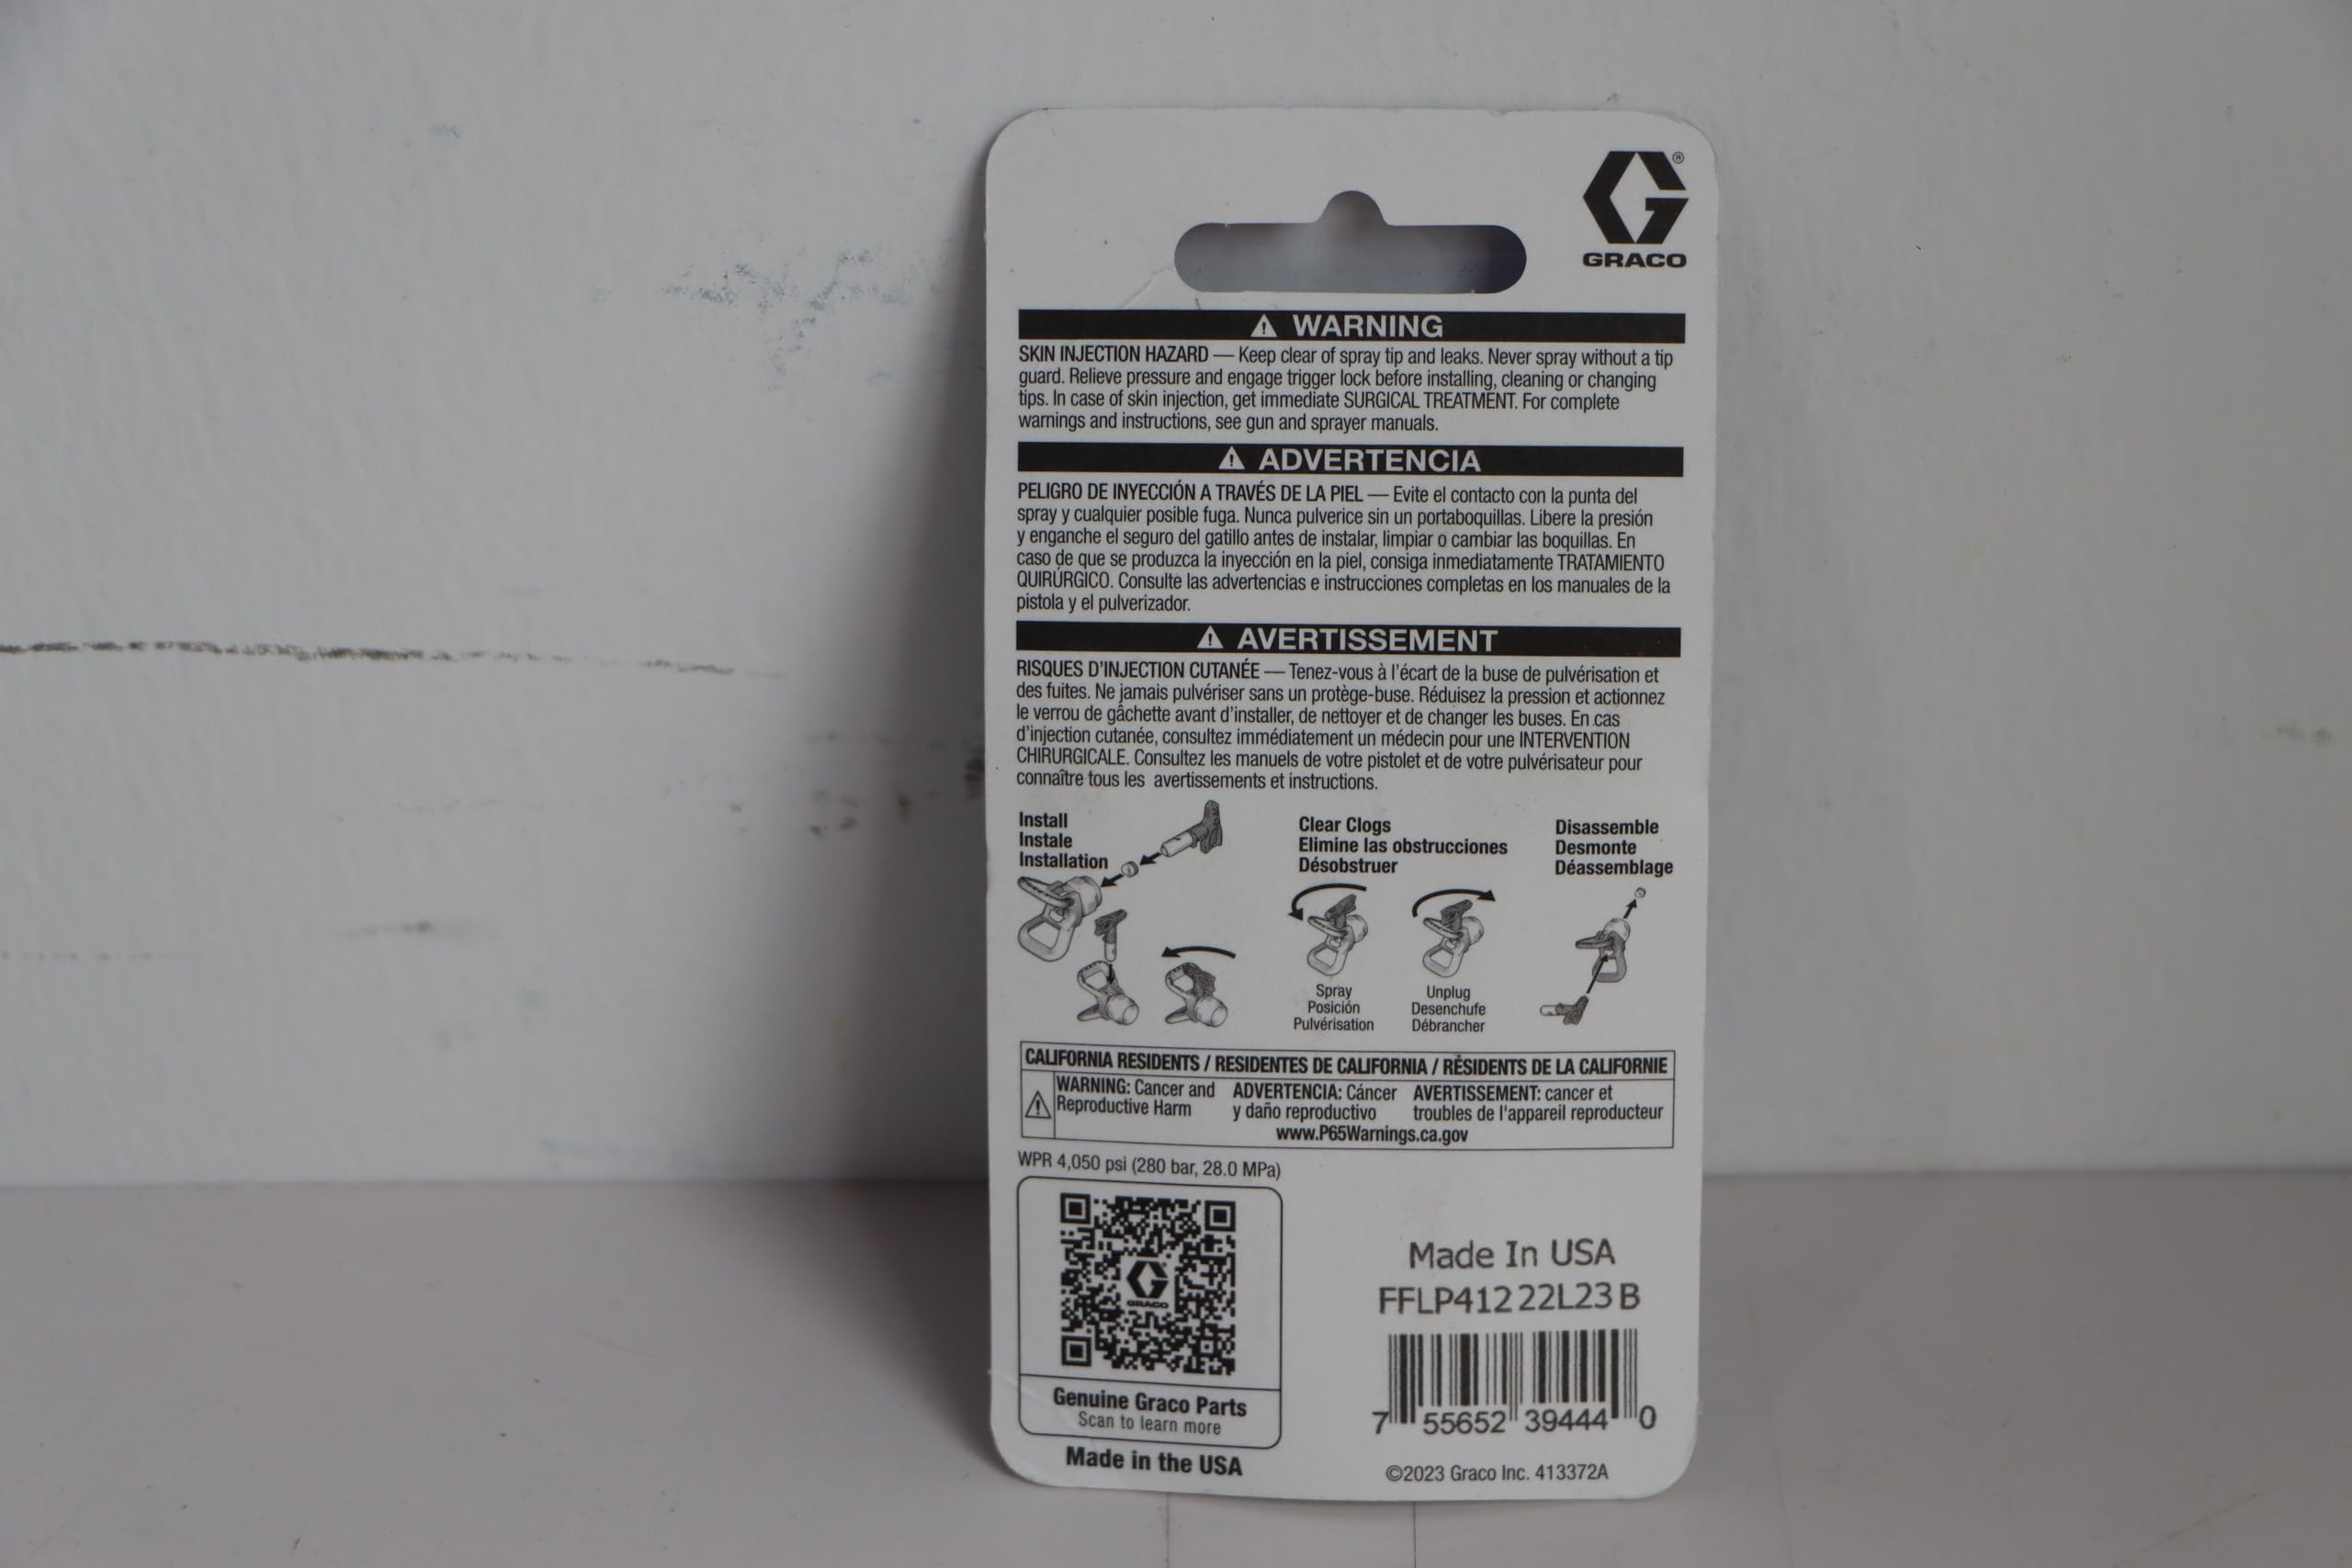 ®
GRACO
WARNING
SKIN INJECTION HAZARD — Keep clear of spray tip and leaks. Never spray without a tip
guard. Relieve pressure and engage trigger lock before installing, cleaning or changing
tips. In case of skin injection, get immediate SURGICAL TREATMENT. For complete
warnings and instructions, see gun and sprayer manuals.
ADVERTENCIA
PELIGRO DE INYECCIÓN A TRAVÉS DE LA PIEL — Evite el contacto con la punta del
spray y cualquier posible fuga. Nunca pulverice sin un portaboquillas. Libere la presión
y enganche el seguro del gatillo antes de instalar, limpiar o cambiar las boquillas. En
caso de que se produzca la inyección en la piel, consiga inmediatamente TRATAMIENTO
QUIRÚRGICO. Consulte las advertencias e instrucciones completas en los manuales de la
pistola y el pulverizador.
AVERTISSEMENT
RISQUES D'INJECTION CUTANÉE — Tenez-vous à l'écart de la buse de pulvérisation et
des fuites. Ne jamais pulvériser sans un protège-buse. Réduisez la pression et actionnez
le verrou de gâchette avant d'installer, de nettoyer et de changer les buses. En cas
d'injection cutanée, consultez immédiatement un médecin pour une INTERVENTION
CHIRURGICALE. Consultez les manuels de votre pistolet et de votre pulvérisateur pour
connaître tous les avertissements et instructions.
Install
Instale
Installation
Clear Clogs
Elimine las obstrucciones
Désobstruer
Spray
Posición
Pulvérisation
Unplug
Desenchufe
Débrancher
Disassemble
Desmonte
Déassemblage
CALIFORNIA RESIDENTS / RESIDENTES DE CALIFORNIA / RÉSIDENTS DE LA CALIFORNIE
WARNING: Cancer and
Reproductive Harm
ADVERTENCIA: Cáncer
y daño reproductivo
AVERTISSEMENT: cancer et
troubles de l'appareil reproducteur
www.P65Warnings.ca.gov
WPR 4,050 psi (280 bar, 28.0 MPa)
GRACO
Genuine Graco Parts
Scan to learn more
Made in the USA
Made In USA
FFLP412 22L23 B
7 55652 39444 0
©2023 Graco Inc. 413372A